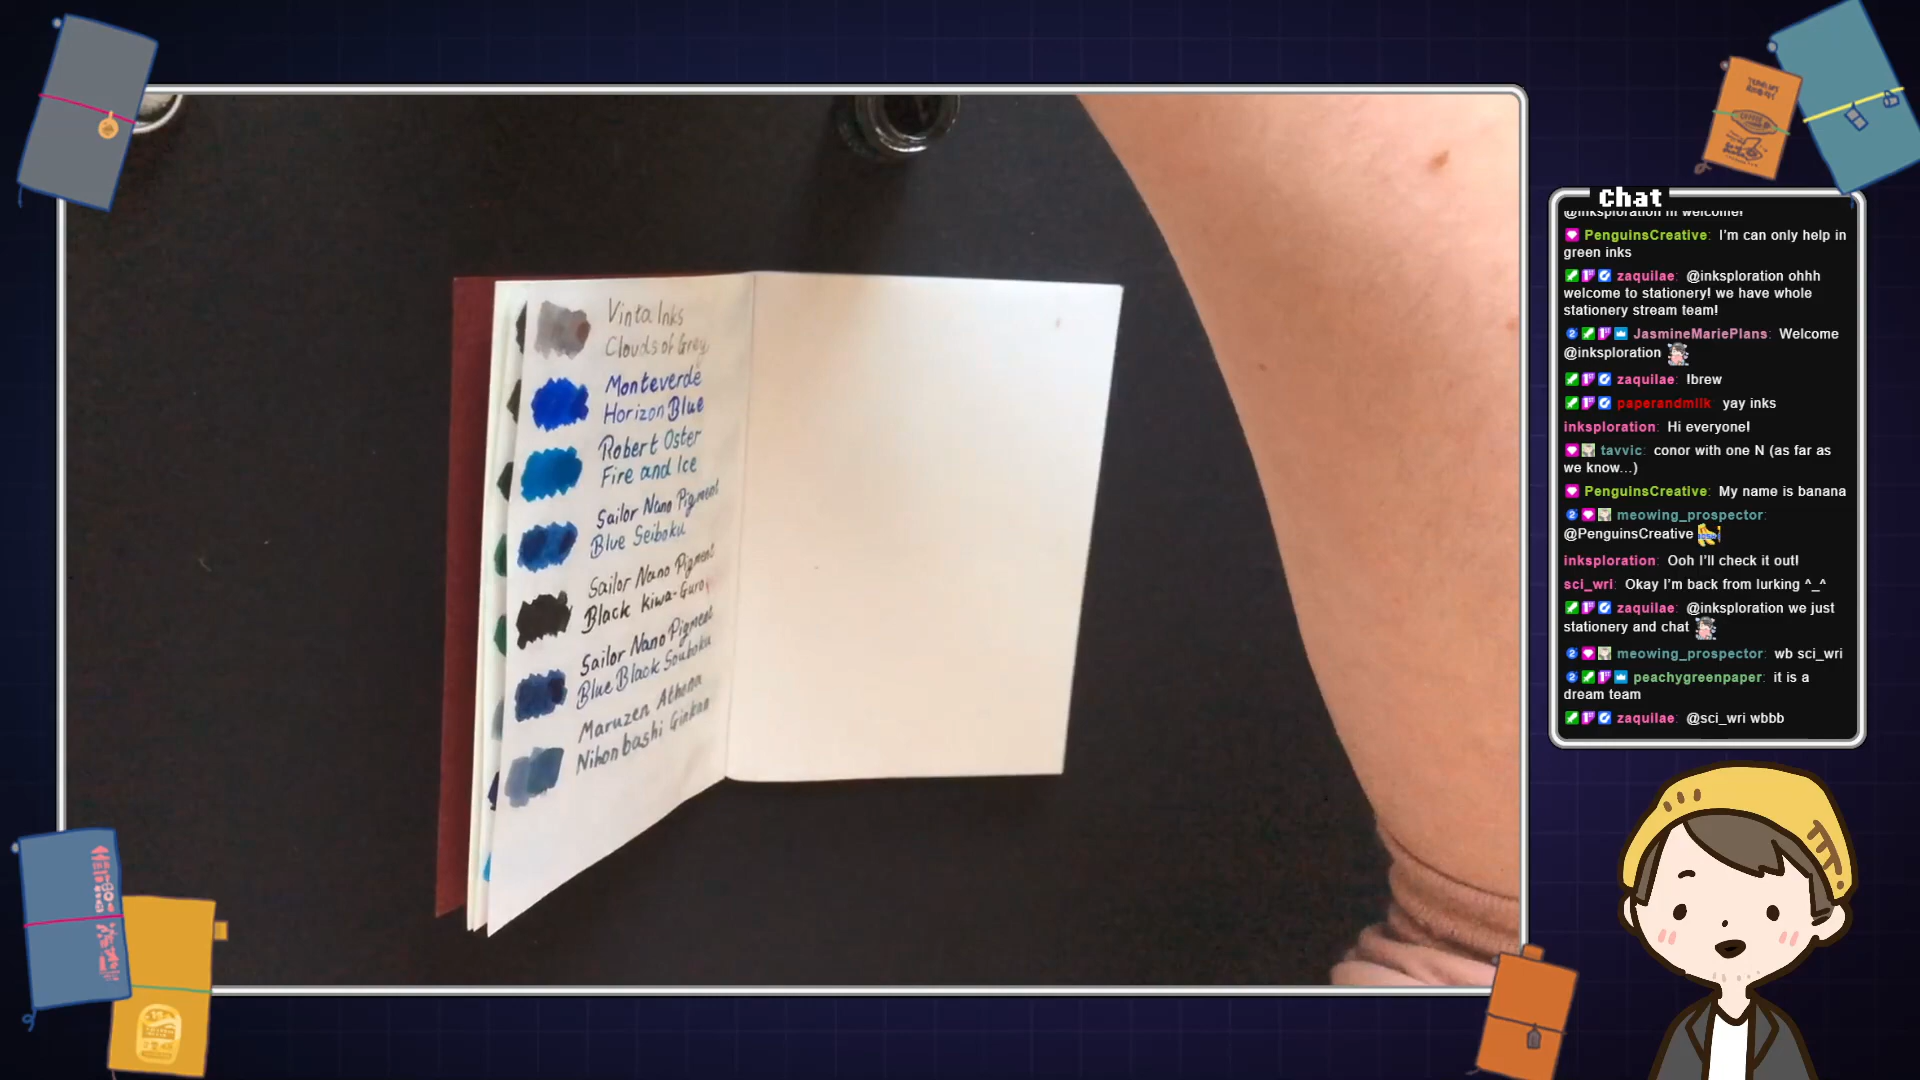 Vinta Inks
Clouds of Grey
Monteverde
Horizon Blue
Robert Oster
Fire and Ice
Sailor Nano Pigment
Blue Seiboku
Sailor Nano Pigment
Black Kiwa-Guro
Sailor Nano Pigment
Blue Black Souboku
Maruzen Athena
Nihonbashi Ginkan
Chat
@inksploration hi welcome!
PenguinsCreative: I'm can only help in
green inks
zaquilae: @inksploration ohhh
welcome to stationery! we have whole
stationery stream team!
JasmineMariePlans: Welcome
@inksploration
zaquilae: !brew
paperandmilk yay inks
inksploration: Hi everyone!
tavvic: conor with one N (as far as
we know...)
PenguinsCreative: My name is banana
meowing_prospector:
@PenguinsCreative
inksploration: Ooh I'll check it out!
sci_wri: Okay I'm back from lurking ^_^
zaquilae: @inksploration we just
stationery and chat
meowing_prospector: wb sci_wri
peachygreenpaper: it is a
dream team
zaquilae: @sci_wri wbbb